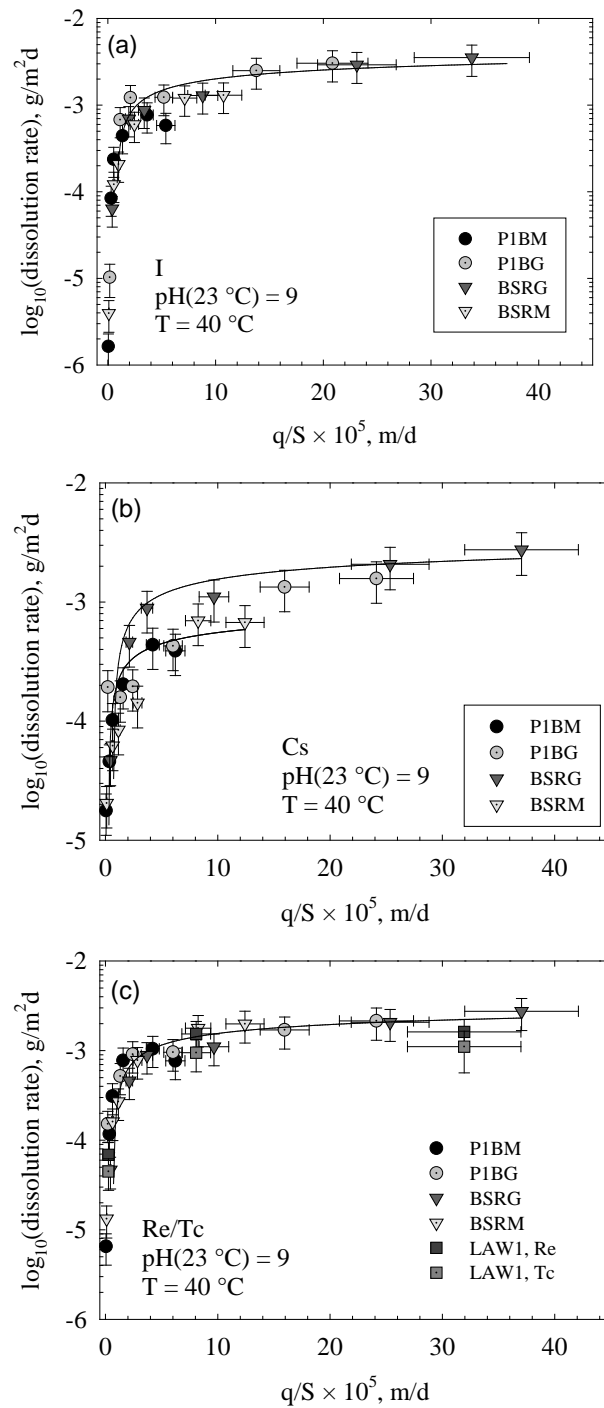 (a)
-2
-3
-4
-5
-6
log10(dissolution rate), g/m²d
I
pH(23 °C) = 9
T = 40 °C
P1BM
P1BG
BSRG
BSRM
0
10
20
30
40
q/S × 10⁵, m/d
(b)
-2
-3
-4
-5
log10(dissolution rate), g/m²d
Cs
pH(23 °C) = 9
T = 40 °C
P1BM
P1BG
BSRG
BSRM
0
10
20
30
40
q/S × 10⁵, m/d
(c)
-2
-3
-4
-5
-6
log10(dissolution rate), g/m²d
Re/Tc
pH(23 °C) = 9
T = 40 °C
P1BM
P1BG
BSRG
BSRM
LAW1, Re
LAW1, Tc
0
10
20
30
40
q/S × 10⁵, m/d